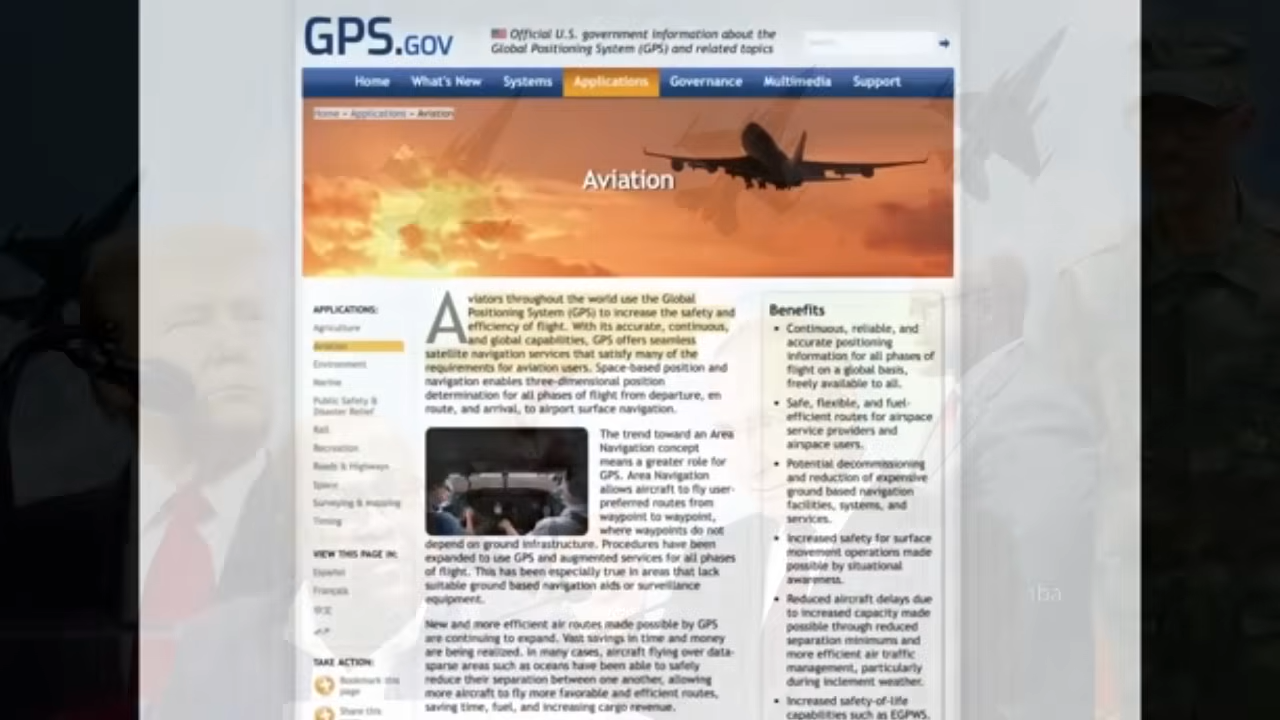 GPS.GOV
Official U.S. government information about the
Global Positioning System (GPS) and related topics
Home What's New Systems Applications Governance Multimedia Support
Home » Applications » Aviation
Aviation
APPLICATIONS:
Agriculture
Aviation
Environment
Marine
Public Safety &
Disaster Relief
Rail
Recreation
Roads & Highways
Space
Surveying & Mapping
Timing
VIEW THIS PAGE IN:
Español
Français
中文
TAKE ACTION:
Bookmark this
page
Share this
Aviators throughout the world use the Global
Positioning System (GPS) to increase the safety and
efficiency of flight. With its accurate, continuous,
and global capabilities, GPS offers seamless
satellite navigation services that satisfy many of the
requirements for aviation users. Space-based position and
navigation enables three-dimensional position
determination for all phases of flight from departure, en
route, and arrival, to airport surface navigation.
The trend toward an Area
Navigation concept
means a greater role for
GPS. Area Navigation
allows aircraft to fly user-
preferred routes from
waypoint to waypoint,
where waypoints do not
depend on ground infrastructure. Procedures have been
expanded to use GPS and augmented services for all phases
of flight. This has been especially true in areas that lack
suitable ground based navigation aids or surveillance
equipment.
New and more efficient air routes made possible by GPS
are continuing to expand. Vast savings in time and money
are being realized. In many cases, aircraft flying over data-
sparse areas such as oceans have been able to safely
reduce their separation between one another, allowing
more aircraft to fly more favorable and efficient routes,
saving time, fuel, and increasing cargo revenue.
Benefits
• Continuous, reliable, and
accurate positioning
information for all phases of
flight on a global basis,
freely available to all.
• Safe, flexible, and fuel-
efficient routes for airspace
service providers and
airspace users.
• Potential decommissioning
and reduction of expensive
ground based navigation
facilities, systems, and
services.
• Increased safety for surface
movement operations made
possible by situational
awareness.
• Reduced aircraft delays due
to increased capacity made
possible through reduced
separation minimums and
more efficient air traffic
management, particularly
during inclement weather.
• Increased safety-of-life
capabilities such as EGPWS.